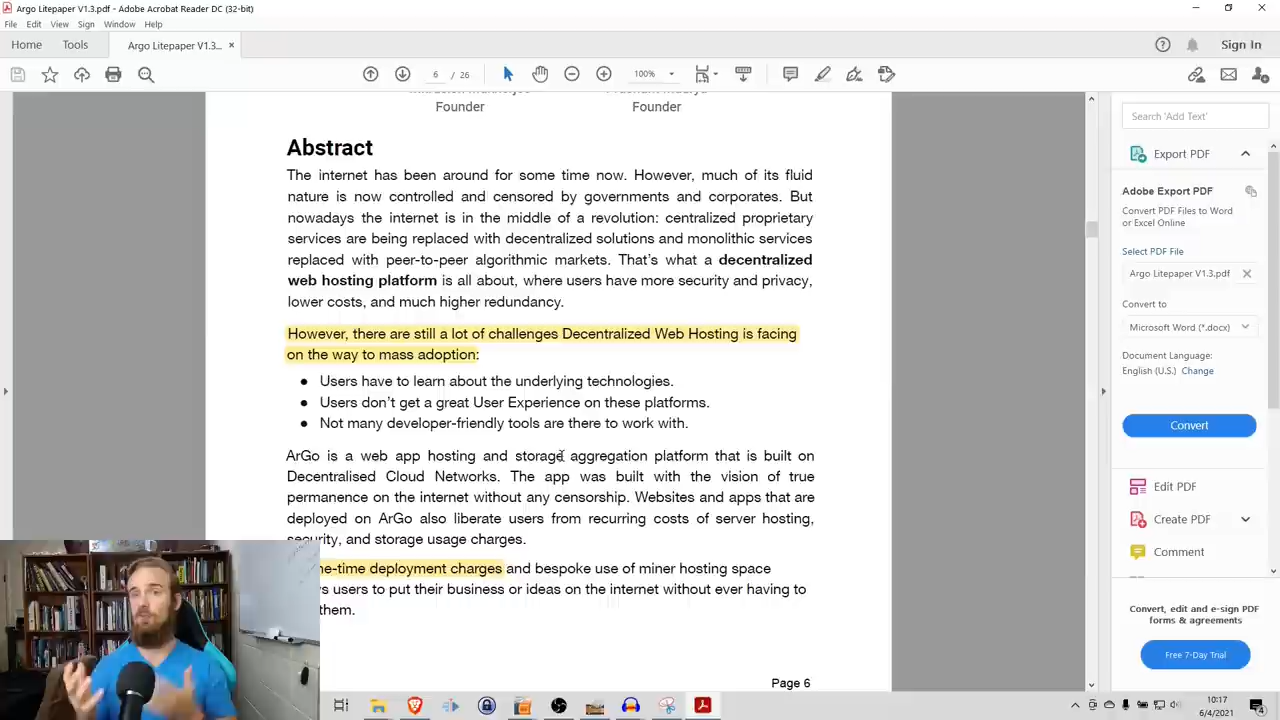 Argo Litepaper V1.3.pdf - Adobe Acrobat Reader DC (32-bit)
File Edit View Sign Window Help
Home Tools Argo Litepaper V1.3... × Sign In
6 / 26 100%
Founder Founder
Abstract
The internet has been around for some time now. However, much of its fluid
nature is now controlled and censored by governments and corporates. But
nowadays the internet is in the middle of a revolution: centralized proprietary
services are being replaced with decentralized solutions and monolithic services
replaced with peer-to-peer algorithmic markets. That’s what a decentralized
web hosting platform is all about, where users have more security and privacy,
lower costs, and much higher redundancy.
However, there are still a lot of challenges Decentralized Web Hosting is facing
on the way to mass adoption:
● Users have to learn about the underlying technologies.
● Users don’t get a great User Experience on these platforms.
● Not many developer-friendly tools are there to work with.
ArGo is a web app hosting and storage aggregation platform that is built on
Decentralised Cloud Networks. The app was built with the vision of true
permanence on the internet without any censorship. Websites and apps that are
deployed on ArGo also liberate users from recurring costs of server hosting,
security, and storage usage charges.
e-time deployment charges and bespoke use of miner hosting space
s users to put their business or ideas on the internet without ever having to
them.
Page 6
Search 'Add Text'
Export PDF
Adobe Export PDF
Convert PDF Files to Word
or Excel Online
Select PDF File
Argo Litepaper V1.3.pdf ×
Convert to
Microsoft Word (*.docx)
Document Language:
English (U.S.) Change
Convert
Edit PDF
Create PDF
Comment
Convert, edit and e-sign PDF
forms & agreements
Free 7-Day Trial
10:17
6/4/2021
4